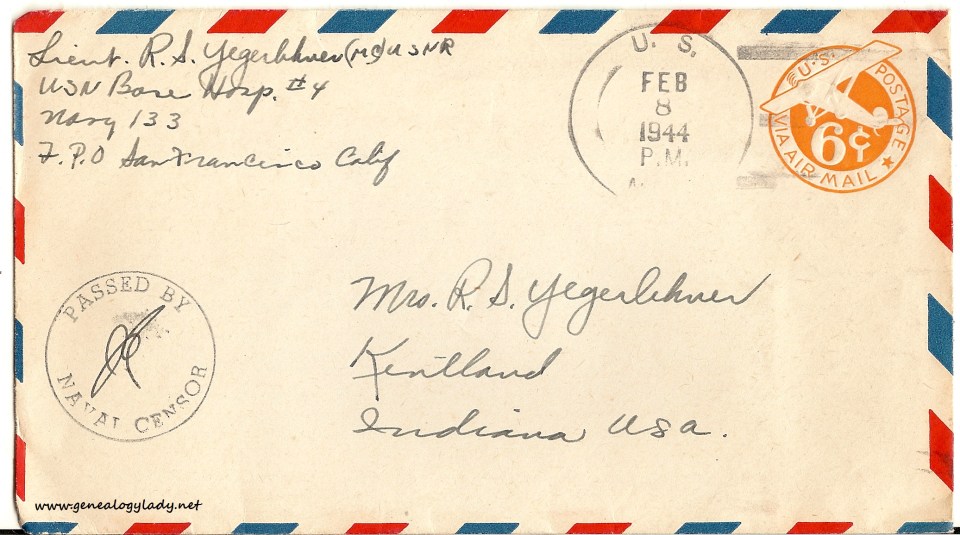 Lieut. R. S. Yegerlehner (MC) USNR
USN Base Hosp. #4
Navy 133
F.P.O San Francisco Calif
U. S.
FEB
8
1944
P.M.
U.S. POSTAGE
6¢
VIA AIR MAIL
Mrs. R. S. Yegerlehner
Kentland
Indiana USA.
PASSED BY
NAVAL CENSOR
www.genealogylady.net